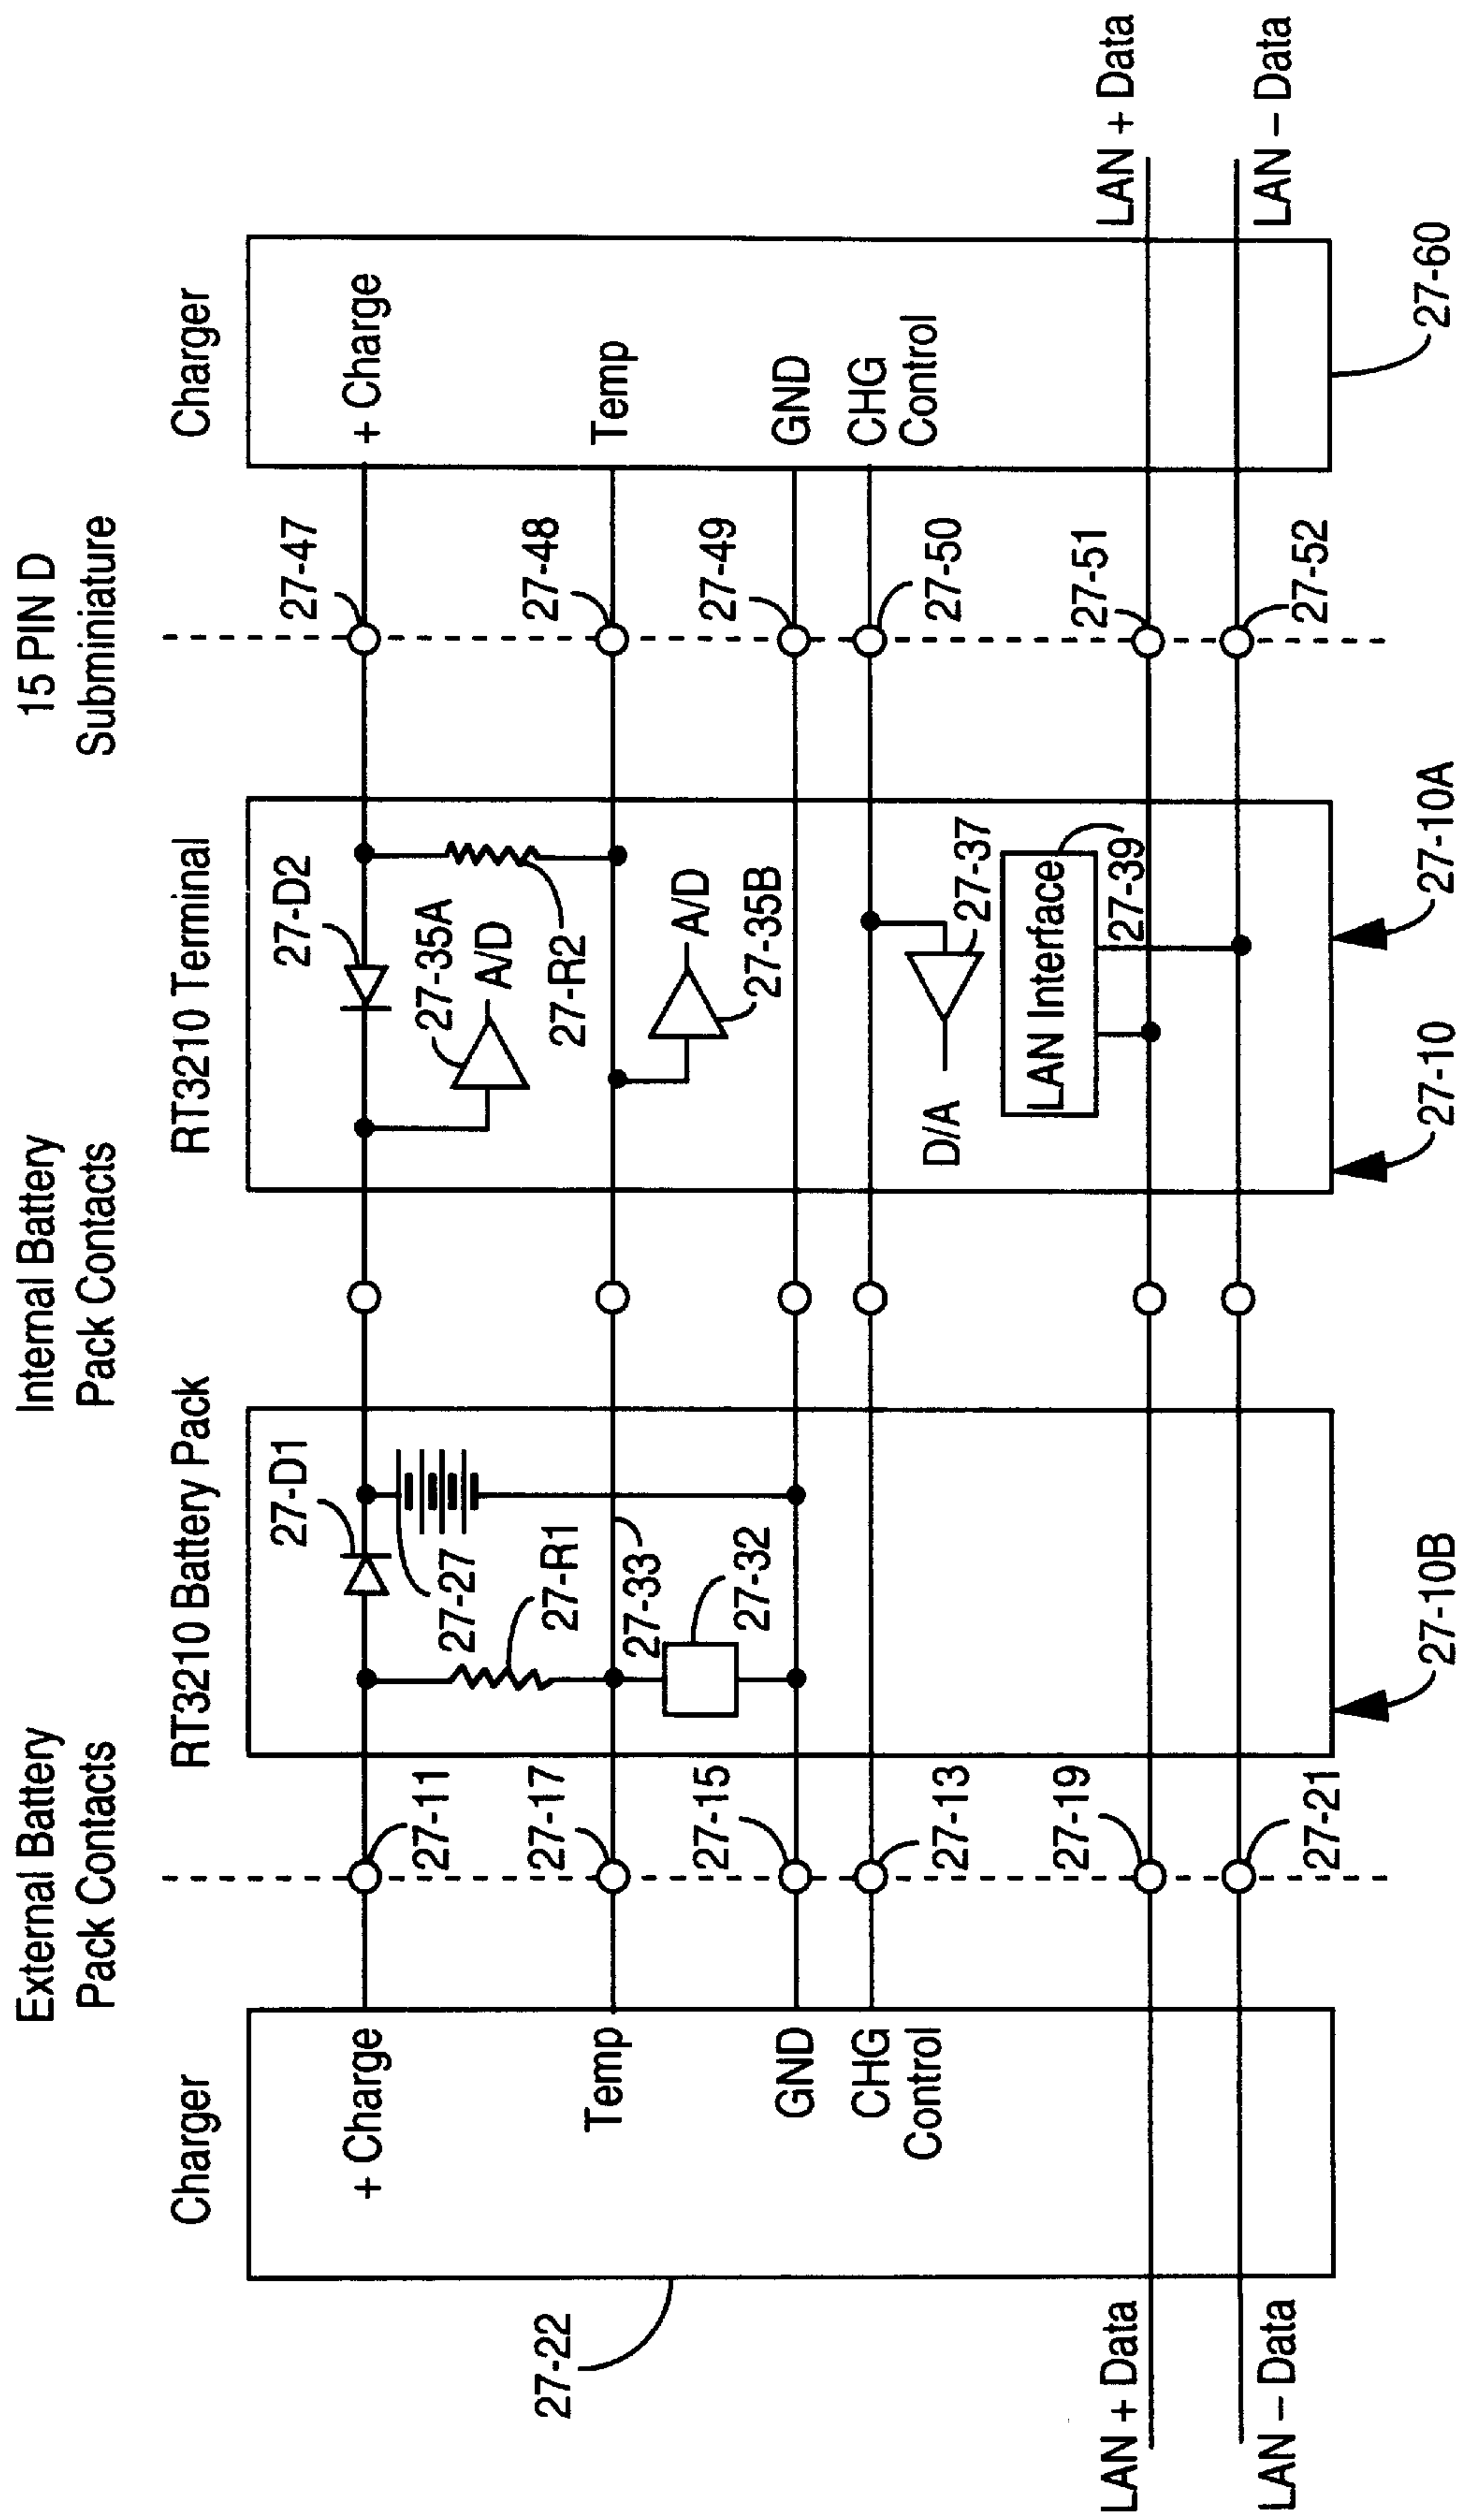 External Battery
Pack Contacts
Internal Battery
Pack Contacts
15 PIN D
Subminiature
Charger
RT3210 Battery Pack
RT3210 Terminal
Charger
27-22
+ Charge
Temp
GND
CHG
Control
LAN + Data
LAN – Data
27-11
27-17
27-15
27-13
27-19
27-21
27-D1
27-27
27-R1
27-33
27-32
27-10B
27-D2
27-35A
A/D
27-R2
A/D
27-35B
27-37
D/A
LAN Interface
27-39
27-10
27-10A
27-47
27-48
27-49
27-50
27-51
27-52
+ Charge
Temp
GND
CHG
Control
LAN + Data
LAN – Data
27-60